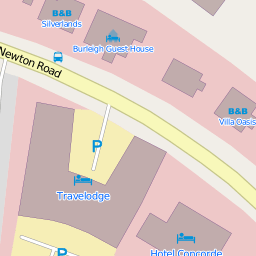 B&B
Silverlands
Burleigh Guest House
Newton Road
B&B
Villa Oasis
P
Travelodge
Hotel Concorde
P